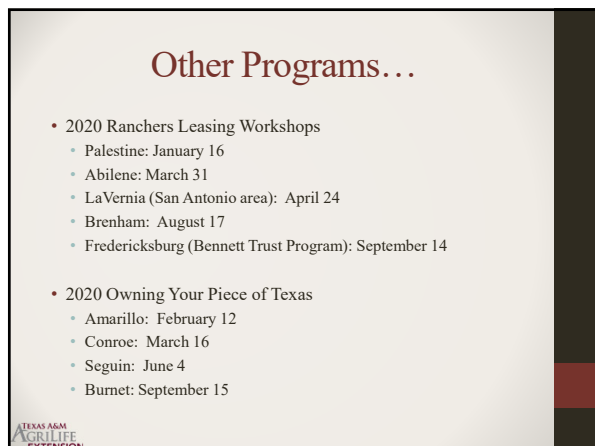 Other Programs…
• 2020 Ranchers Leasing Workshops
• Palestine: January 16
• Abilene: March 31
• LaVernia (San Antonio area): April 24
• Brenham: August 17
• Fredericksburg (Bennett Trust Program): September 14
• 2020 Owning Your Piece of Texas
• Amarillo: February 12
• Conroe: March 16
• Seguin: June 4
• Burnet: September 15
TEXAS A&M
AGRILIFE
EXTENSION